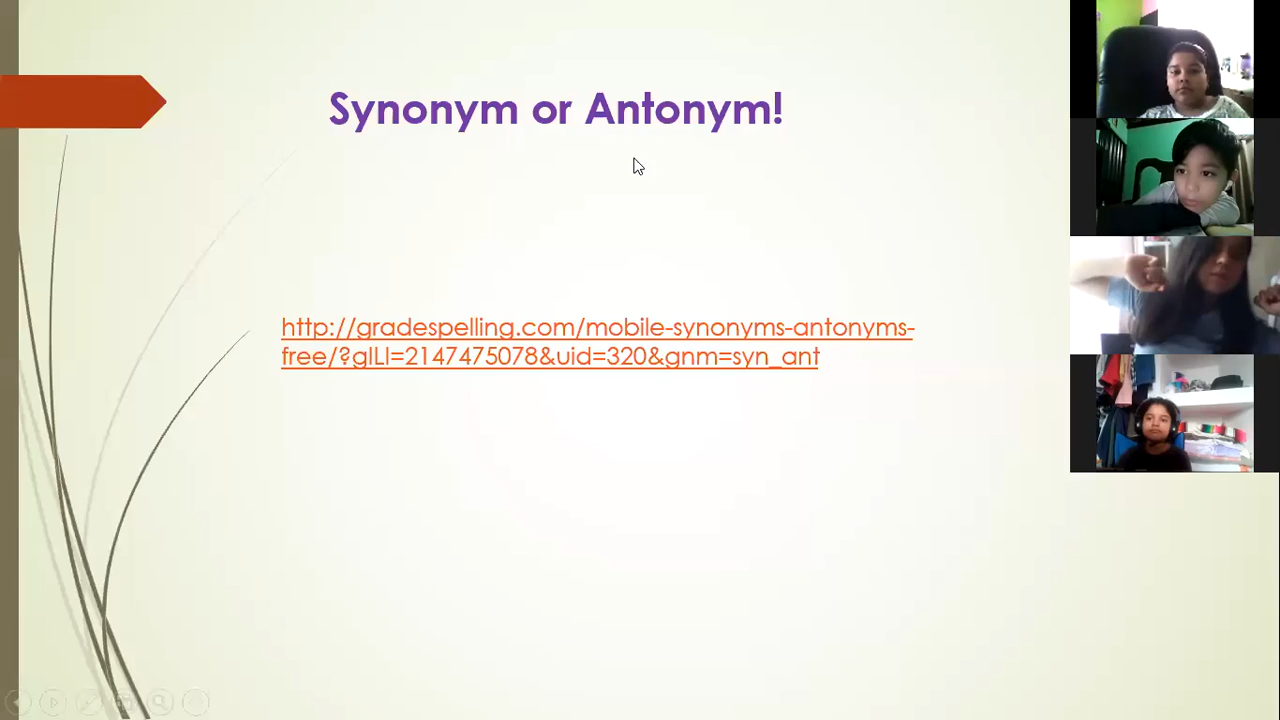 Synonym or Antonym!
http://gradespelling.com/mobile-synonyms-antonyms-
free/?glLl=2147475078&uid=320&gnm=syn_ant